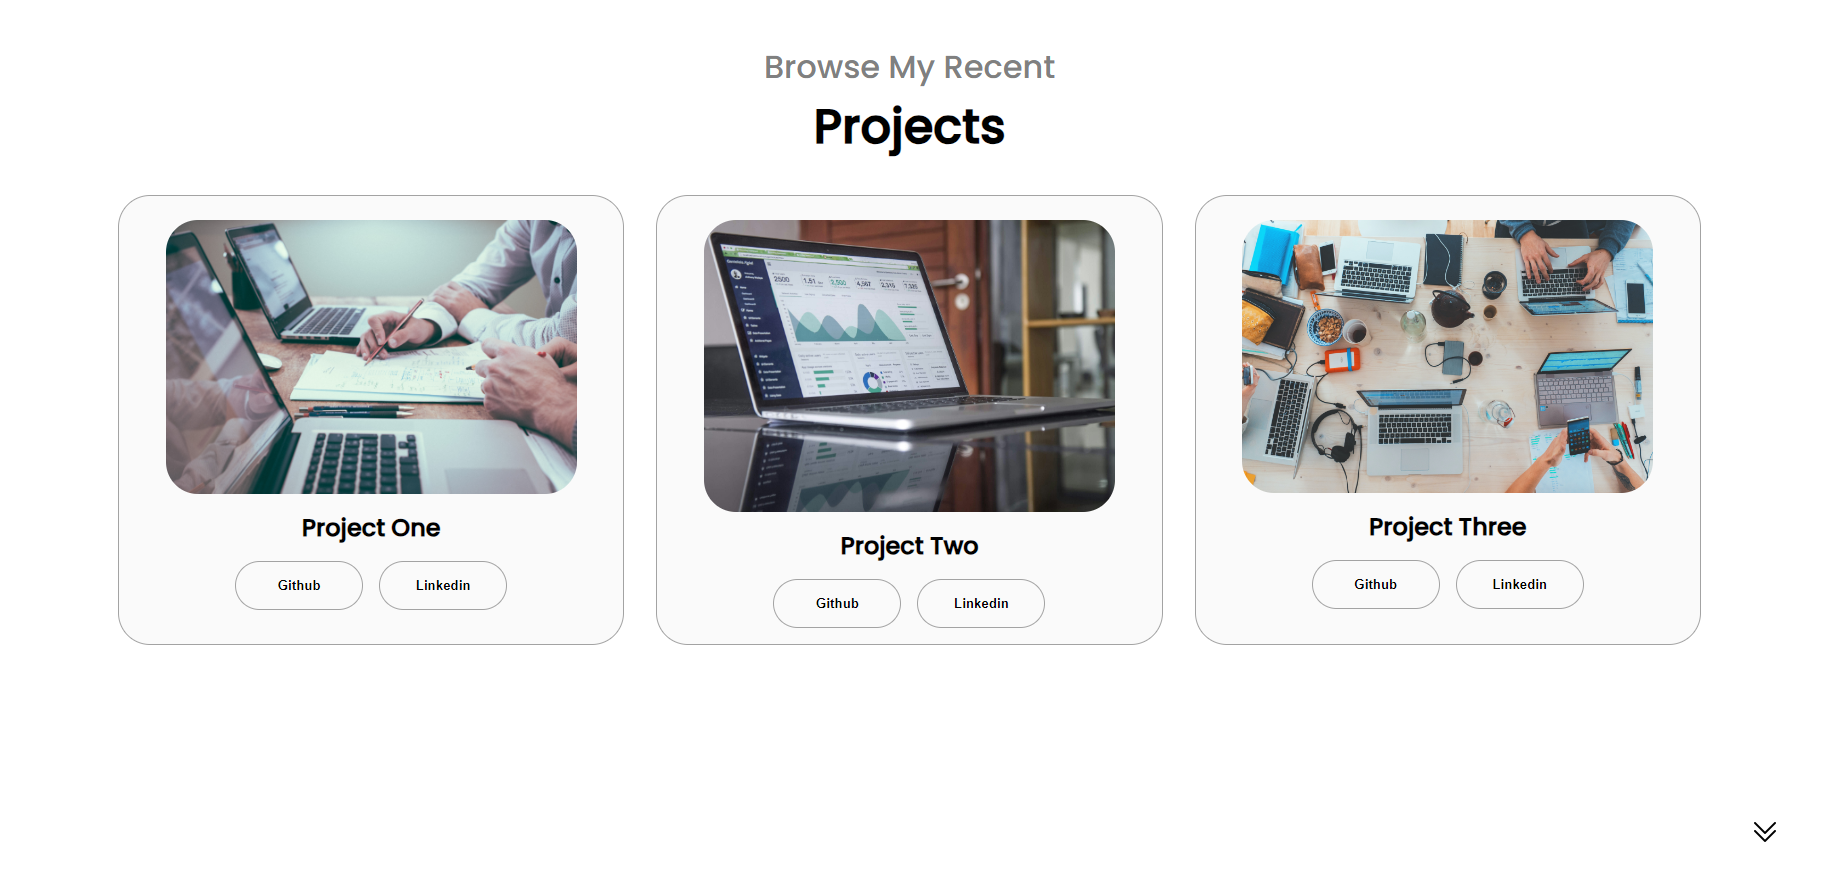 Browse My Recent
Projects
Project One
Github
Linkedin
Project Two
Github
Linkedin
Project Three
Github
Linkedin